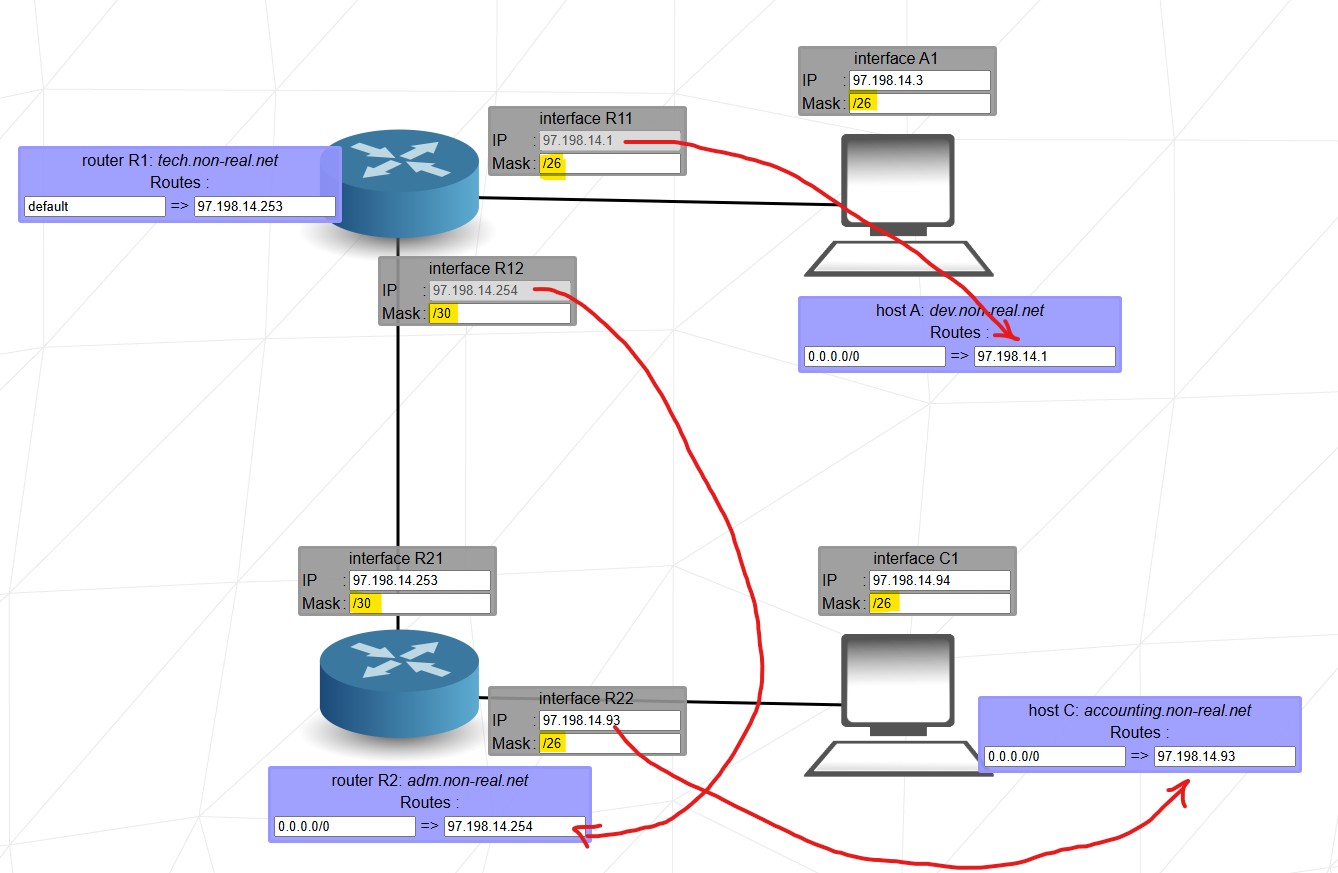 interface A1
IP : 97.198.14.3
Mask : /26
interface R11
IP : 97.198.14.1
Mask : /26
router R1: tech.non-real.net
Routes :
default => 97.198.14.253
interface R12
IP : 97.198.14.254
Mask : /30
host A: dev.non-real.net
Routes :
0.0.0.0/0 => 97.198.14.1
interface R21
IP : 97.198.14.253
Mask : /30
interface C1
IP : 97.198.14.94
Mask : /26
interface R22
IP : 97.198.14.93
Mask : /26
host C: accounting.non-real.net
Routes :
0.0.0.0/0 => 97.198.14.93
router R2: adm.non-real.net
Routes :
0.0.0.0/0 => 97.198.14.254